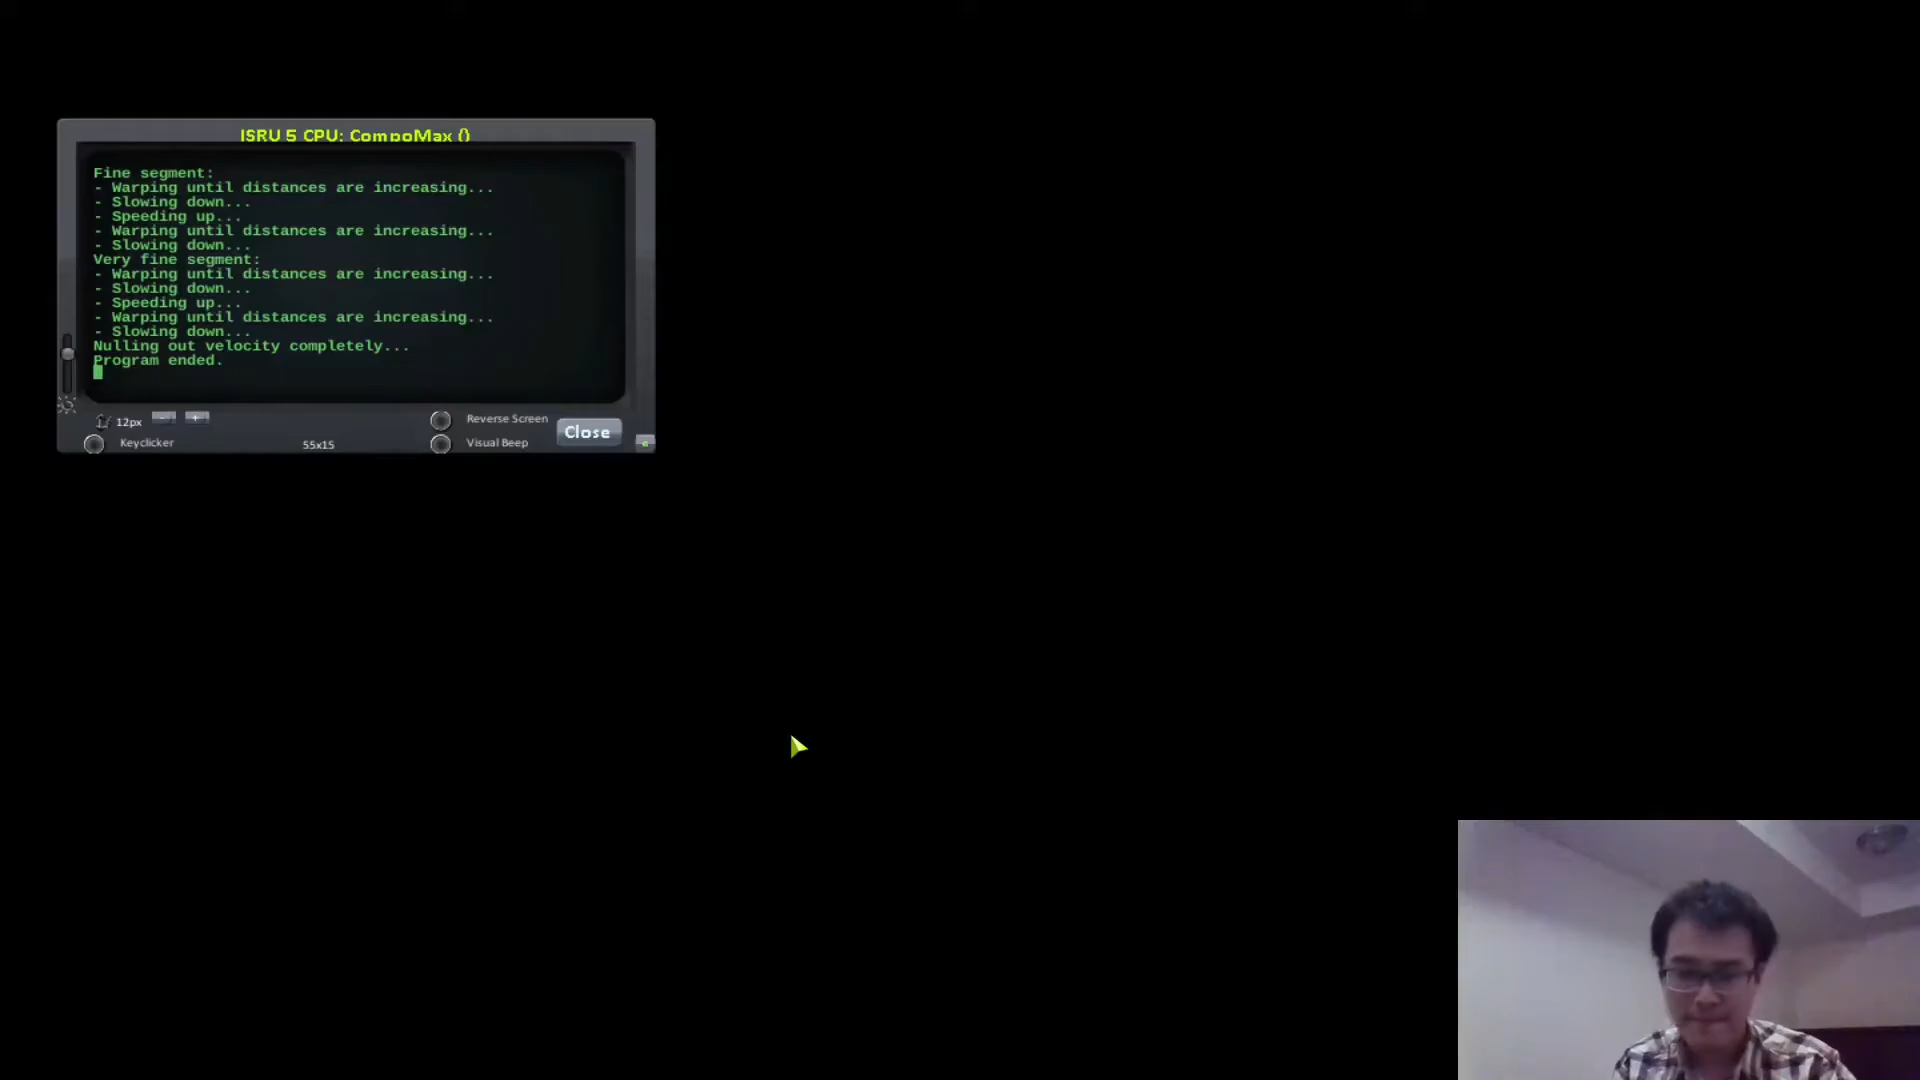 ISRU 5 CPU: CompoMax ()
Fine segment:
- Warping until distances are increasing...
- Slowing down...
- Speeding up...
- Warping until distances are increasing...
- Slowing down...
Very fine segment:
- Warping until distances are increasing...
- Slowing down...
- Speeding up...
- Warping until distances are increasing...
- Slowing down...
Nulling out velocity completely...
Program ended.
12px - +
Reverse Screen
Close
Keyclicker
55x15
Visual Beep